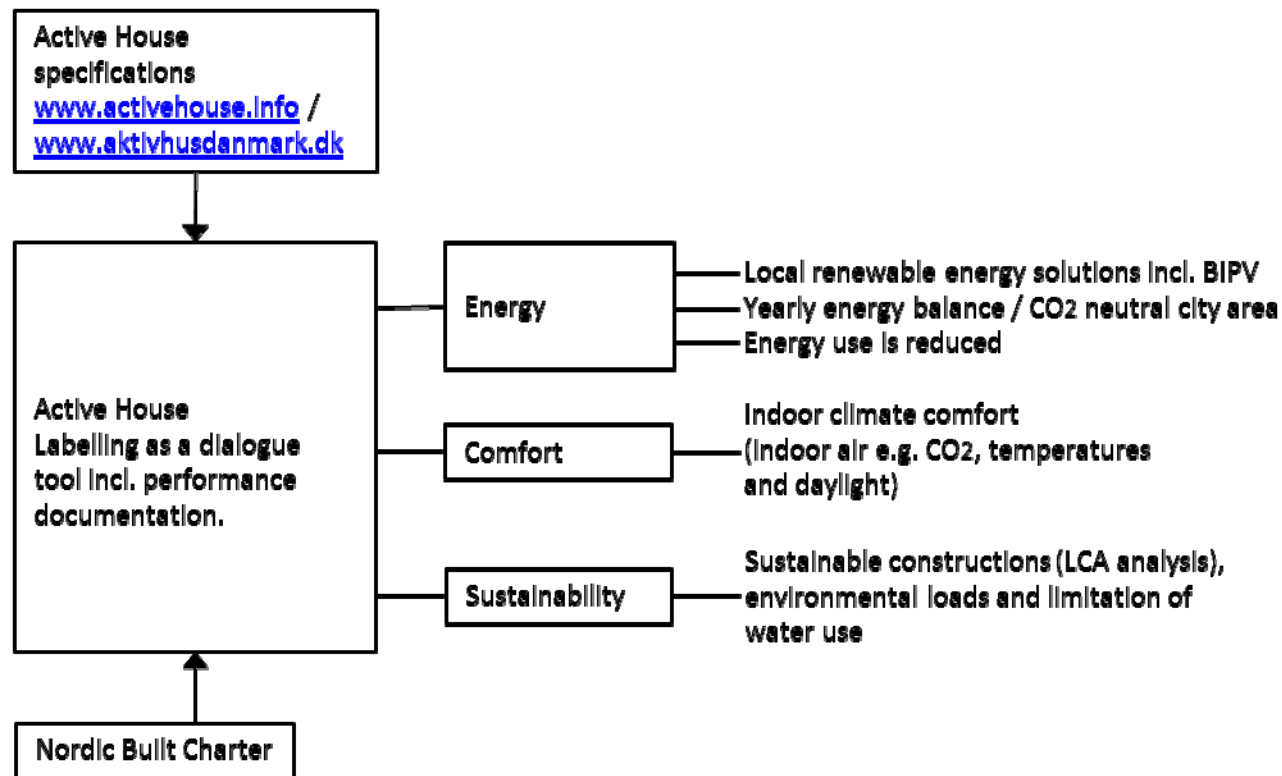 Active House
specifications
www.activehouse.info /
www.aktivhusdanmark.dk
Energy
Local renewable energy solutions incl. BIPV
Yearly energy balance / CO2 neutral city area
Energy use is reduced
Active House
Labelling as a dialogue
tool incl. performance
documentation.
Comfort
Indoor climate comfort
(indoor air e.g. CO2, temperatures
and daylight)
Sustainability
Sustainable constructions (LCA analysis),
environmental loads and limitation of
water use
Nordic Built Charter